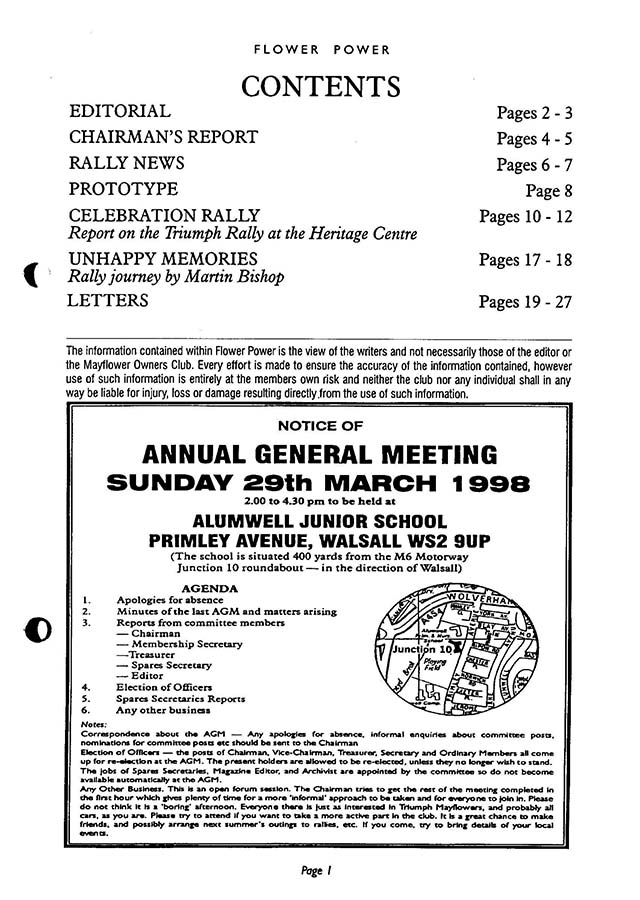 FLOWER POWER
CONTENTS
EDITORIAL Pages 2 - 3
CHAIRMAN'S REPORT Pages 4 - 5
RALLY NEWS Pages 6 - 7
PROTOTYPE Page 8
CELEBRATION RALLY Pages 10 - 12
Report on the Triumph Rally at the Heritage Centre
UNHAPPY MEMORIES Pages 17 - 18
Rally journey by Martin Bishop
LETTERS Pages 19 - 27
The information contained within Flower Power is the view of the writers and not necessarily those of the editor or
the Mayflower Owners Club. Every effort is made to ensure the accuracy of the information contained, however
use of such information is entirely at the members own risk and neither the club nor any individual shall in any
way be liable for injury, loss or damage resulting directly from the use of such information.
NOTICE OF
ANNUAL GENERAL MEETING
SUNDAY 29th MARCH 1998
2.00 to 4.30 pm to be held at
ALUMWELL JUNIOR SCHOOL
PRIMLEY AVENUE, WALSALL WS2 9UP
(The school is situated 400 yards from the M6 Motorway
Junction 10 roundabout — in the direction of Walsall)
AGENDA
1. Apologies for absence
2. Minutes of the last AGM and matters arising
3. Reports from committee members
— Chairman
— Membership Secretary
—Treasurer
— Spares Secretary
— Editor
4. Election of Officers
5. Spares Secretaries Reports
6. Any other business
WOLVERHAM
A454
Alumwell
School
Junction 10
Playing
Field
Notes:
Correspondence about the AGM — Any apologies for absence, informal enquiries about committee posts,
nominations for committee posts etc should be sent to the Chairman
Election of Officers — the posts of Chairman, Vice-Chairman, Treasurer, Secretary and Ordinary Members all come
up for re-election at the AGM. The present holders are allowed to be re-elected, unless they no longer wish to stand.
The jobs of Spares Secretaries, Magazine Editor, and Archivist are appointed by the committee so do not become
available automatically at the AGM.
Any Other Business. This is an open forum session. The Chairman tries to get the rest of the meeting completed in
the first hour which gives plenty of time for a more 'informal' approach to be taken and for everyone to join in. Please
do not think it is a 'boring' afternoon. Everyone there is just as interested in Triumph Mayflowers, and probably all
cars, as you are. Please try to attend if you want to take a more active part in the club. It is a great chance to make
friends, and possibly arrange next summer's outings to rallies, etc. If you come, try to bring details of your local
events.
Page 1